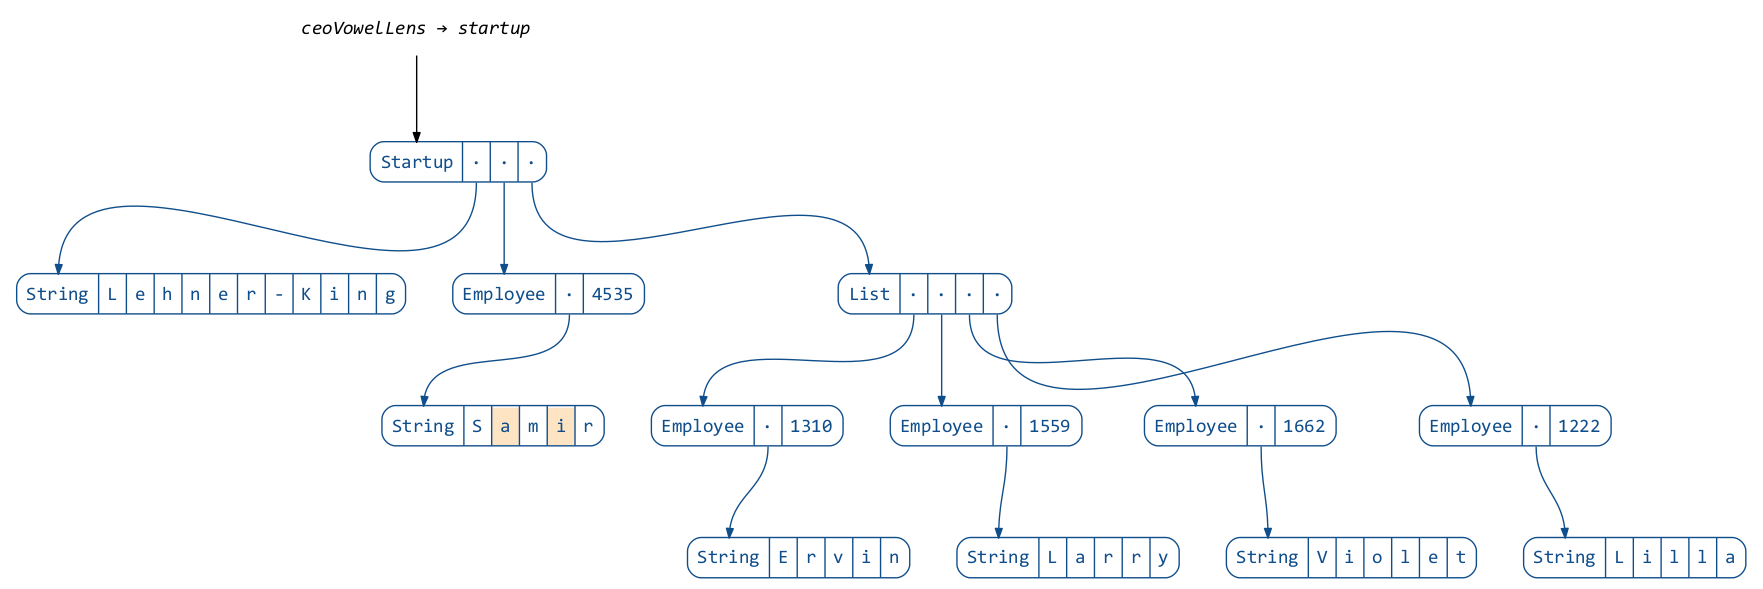 ceoVowelLens → startup
Startup · · ·
String L e h n e r - K i n g
Employee · 4535
List · · · ·
String S a m i r
Employee · 1310
Employee · 1559
Employee · 1662
Employee · 1222
String E r v i n
String L a r r y
String V i o l e t
String L i l l a